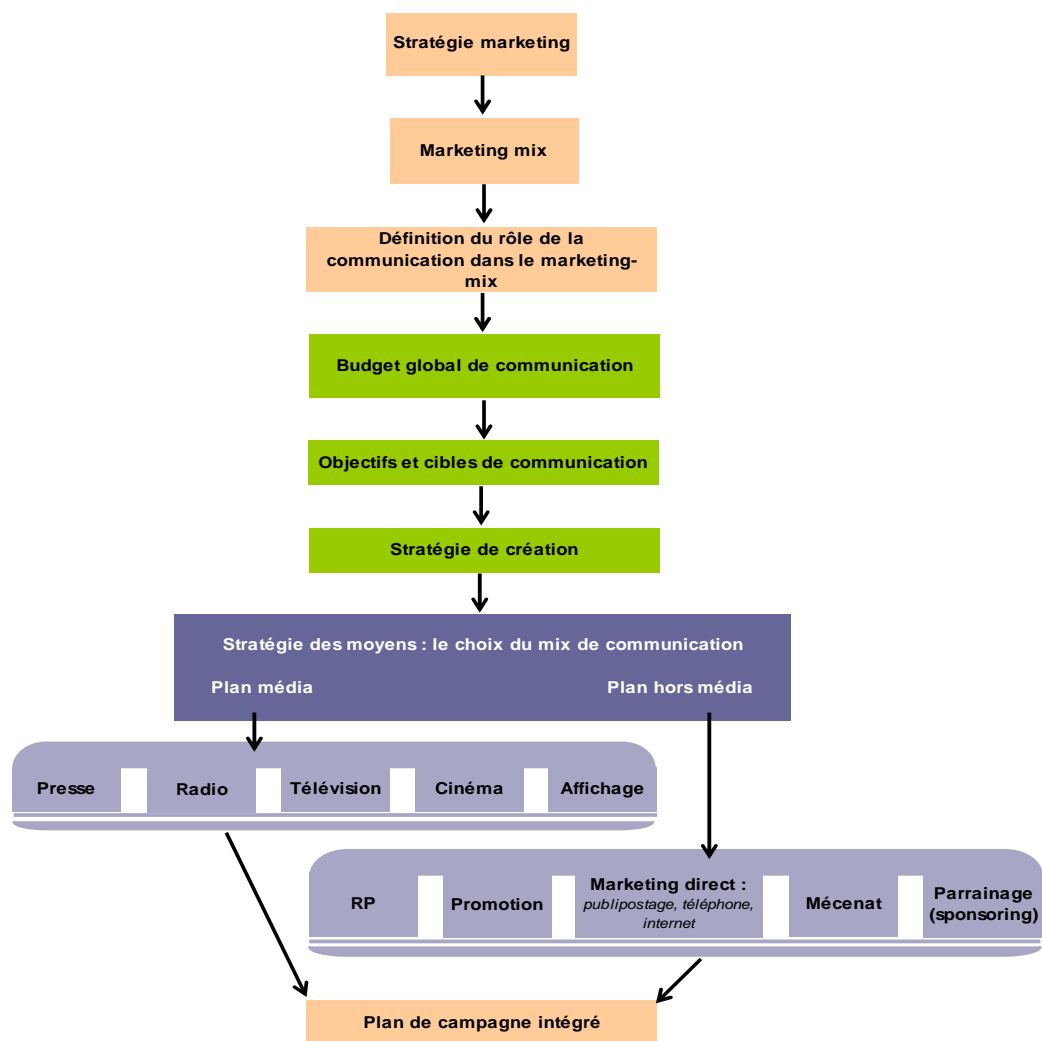 Stratégie marketing
Marketing mix
Définition du rôle de la
communication dans le marketing-
mix
Budget global de communication
Objectifs et cibles de communication
Stratégie de création
Stratégie des moyens : le choix du mix de communication
Plan média
Plan hors média
Presse
Radio
Télévision
Cinéma
Affichage
RP
Promotion
Marketing direct :
publipostage, téléphone,
internet
Mécenat
Parrainage
(sponsoring)
Plan de campagne intégré